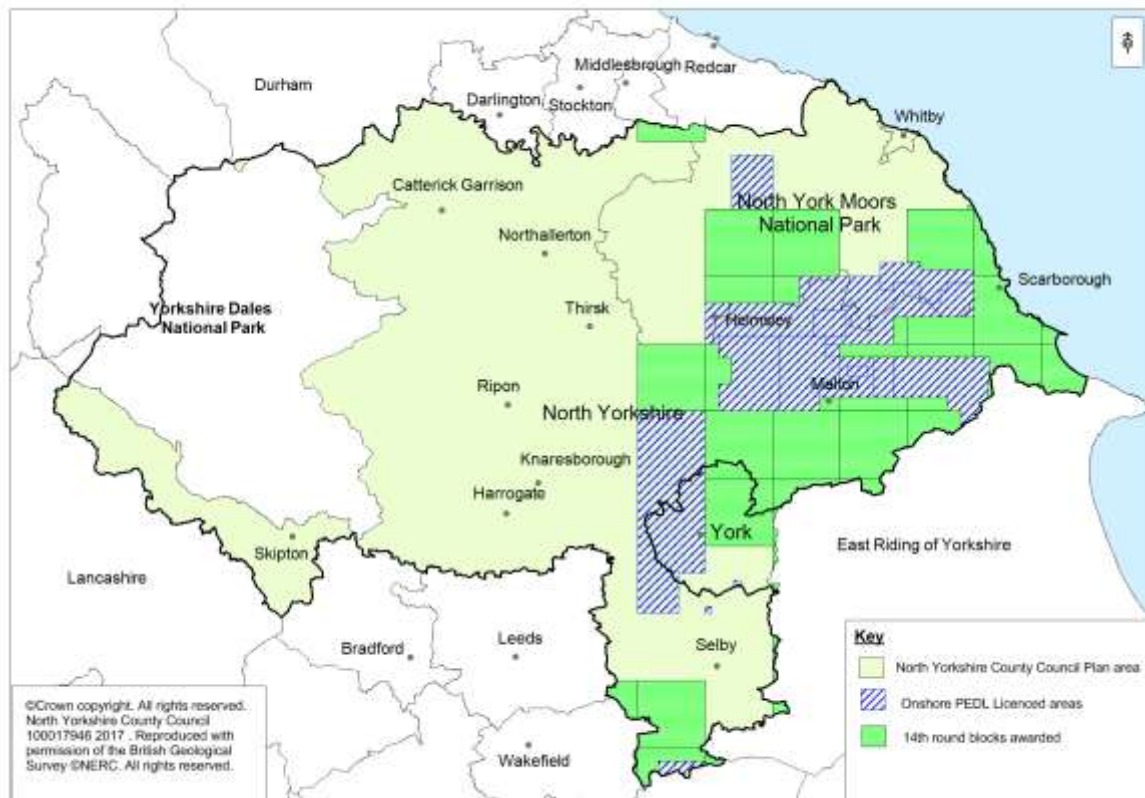 Middlesbrough
Redcar
Durham
Darlington
Stockton
Whitby
Catterick Garrison
North York Moors
National Park
Northallerton
Scarborough
Yorkshire Dales
National Park
Thirsk
Helmsley
Ripon
Malton
North Yorkshire
Knaresborough
Harrogate
York
East Riding of Yorkshire
Skipton
Lancashire
Bradford
Leeds
Selby
Wakefield
Key
North Yorkshire County Council Plan area
Onshore PEDL Licenced areas
14th round blocks awarded
©Crown copyright. All rights reserved.
North Yorkshire County Council
100017946 2017 . Reproduced with
permission of the British Geological
Survey ©NERC. All rights reserved.